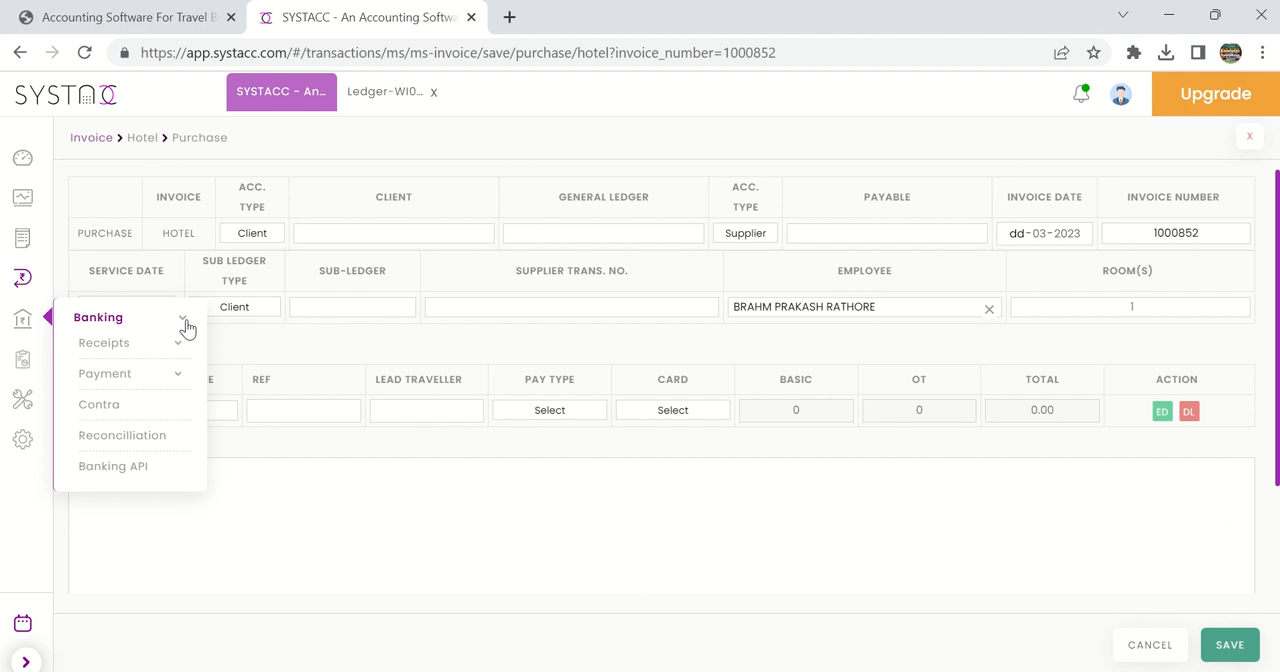 Accounting Software For Travel B
SYSTACC - An Accounting Softwa
https://app.systacc.com/#/transactions/ms/ms-invoice/save/purchase/hotel?invoice_number=1000852
SYSTACC
SYSTACC - An...
Ledger-WI0... x
Upgrade
Invoice > Hotel > Purchase
X
INVOICE
ACC. TYPE
CLIENT
GENERAL LEDGER
ACC. TYPE
PAYABLE
INVOICE DATE
INVOICE NUMBER
PURCHASE
HOTEL
Client
Supplier
dd-03-2023
1000852
SERVICE DATE
SUB LEDGER TYPE
SUB-LEDGER
SUPPLIER TRANS. NO.
EMPLOYEE
ROOM(S)
Client
BRAHM PRAKASH RATHORE
1
Banking
Receipts
Payment
Contra
Reconcilliation
Banking API
E
REF
LEAD TRAVELLER
PAY TYPE
CARD
BASIC
OT
TOTAL
ACTION
Select
Select
0
0
0.00
ED
DL
CANCEL
SAVE